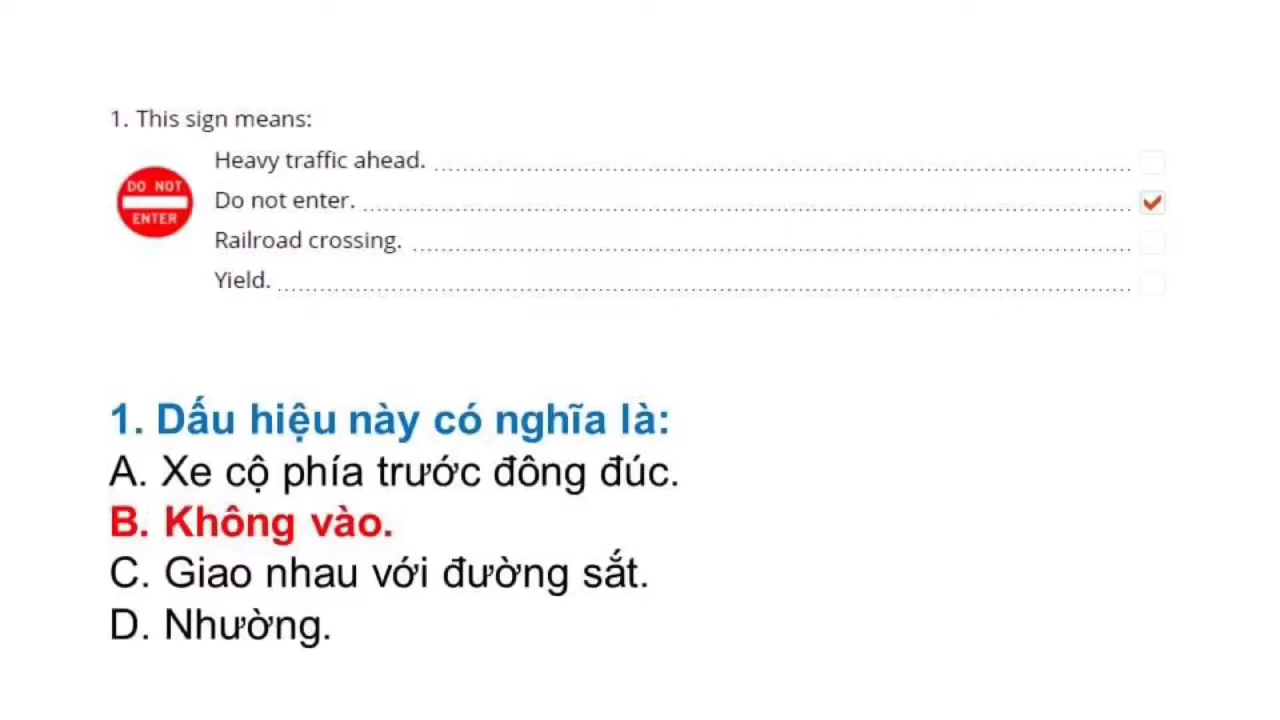 1. This sign means:
Heavy traffic ahead.
DO NOT
ENTER
Do not enter.
Railroad crossing.
Yield.
1. Dấu hiệu này có nghĩa là:
A. Xe cộ phía trước đông đúc.
B. Không vào.
C. Giao nhau với đường sắt.
D. Nhường.